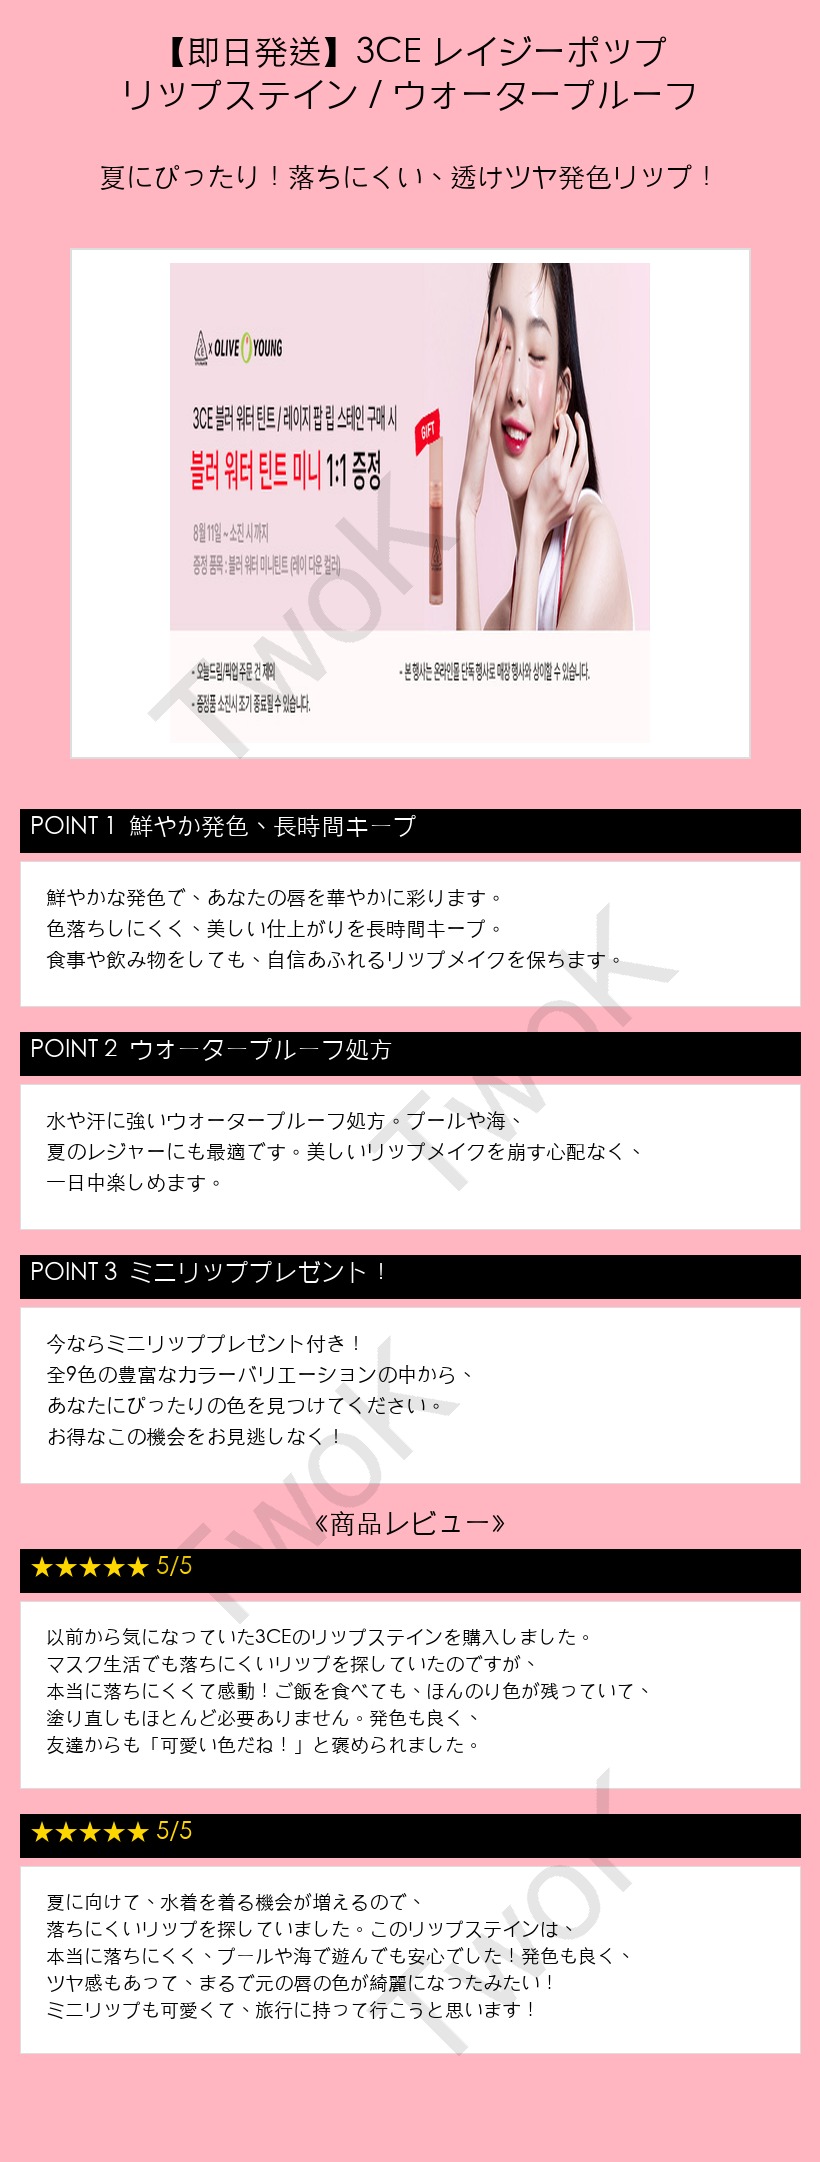 【即日発送】3CE レイジーポップ
リップステイン / ウォータープルーフ
夏にぴったり！落ちにくい、透けツヤ発色リップ！
3CE
x OLIVE YOUNG
3CE 블러 워터 틴트 / 레이지 팝 립 스테인 구매 시
블러 워터 틴트 미니 1:1 증정
GIFT
8월 11일 ~ 소진 시 까지
증정 품목 : 블러 워터 미니틴트 (레이 다운 컬러)
- 오늘드림/픽업 주문 건 제외
- 본 행사는 온라인몰 단독 행사로 매장 행사와 상이할 수 있습니다.
- 증정품 소진시 조기 종료될 수 있습니다.
TwoK
POINT 1 鮮やか発色、長時間キープ
鮮やかな発色で、あなたの唇を華やかに彩ります。
色落ちしにくく、美しい仕上がりを長時間キープ。
食事や飲み物をしても、自信あふれるリップメイクを保ちます。
TwoK
POINT 2 ウォータープルーフ処方
水や汗に強いウォータープルーフ処方。プールや海、
夏のレジャーにも最適です。美しいリップメイクを崩す心配なく、
一日中楽しめます。
POINT 3 ミニリッププレゼント！
今ならミニリッププレゼント付き！
全9色の豊富なカラーバリエーションの中から、
あなたにぴったりの色を見つけてください。
お得なこの機会をお見逃しなく！
TwoK
《商品レビュー》
★★★★★ 5/5
以前から気になっていた3CEのリップステインを購入しました。
マスク生活でも落ちにくいリップを探していたのですが、
本当に落ちにくくて感動！ご飯を食べても、ほんのり色が残っていて、
塗り直しもほとんど必要ありません。発色も良く、
友達からも「可愛い色だね！」と褒められました。
★★★★★ 5/5
夏に向けて、水着を着る機会が増えるので、
落ちにくいリップを探していました。このリップステインは、
本当に落ちにくく、プールや海で遊んでも安心でした！発色も良く、
ツヤ感もあって、まるで元の唇の色が綺麗になったみたい！
ミニリップも可愛くて、旅行に持って行こうと思います！
TwoK